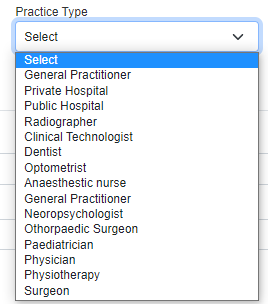 Practice Type
Select
Select
General Practitioner
Private Hospital
Public Hospital
Radiographer
Clinical Technologist
Dentist
Optometrist
Anaesthestic nurse
General Practitioner
Neoropsychologist
Othorpaedic Surgeon
Paediatrician
Physician
Physiotherapy
Surgeon